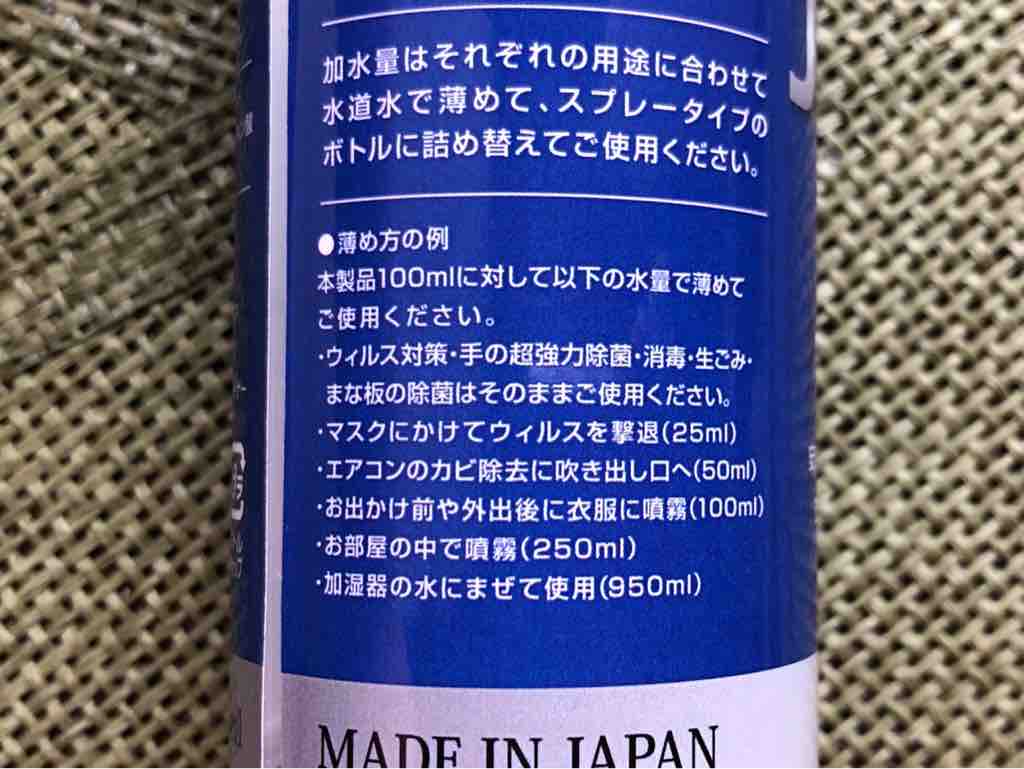 加水量はそれぞれの用途に合わせて
水道水で薄めて、スプレータイプの
ボトルに詰め替えてご使用ください。
●薄め方の例
本製品100mlに対して以下の水量で薄めて
ご使用ください。
・ウィルス対策・手の超強力除菌・消毒・生ごみ・
まな板の除菌はそのままご使用ください。
・マスクにかけてウィルスを撃退(25ml)
・エアコンのカビ除去に吹き出し口へ(50ml)
・お出かけ前や外出後に衣服に噴霧(100ml)
・お部屋の中で噴霧(250ml)
・加湿器の水にまぜて使用(950ml)
MADE IN JAPAN